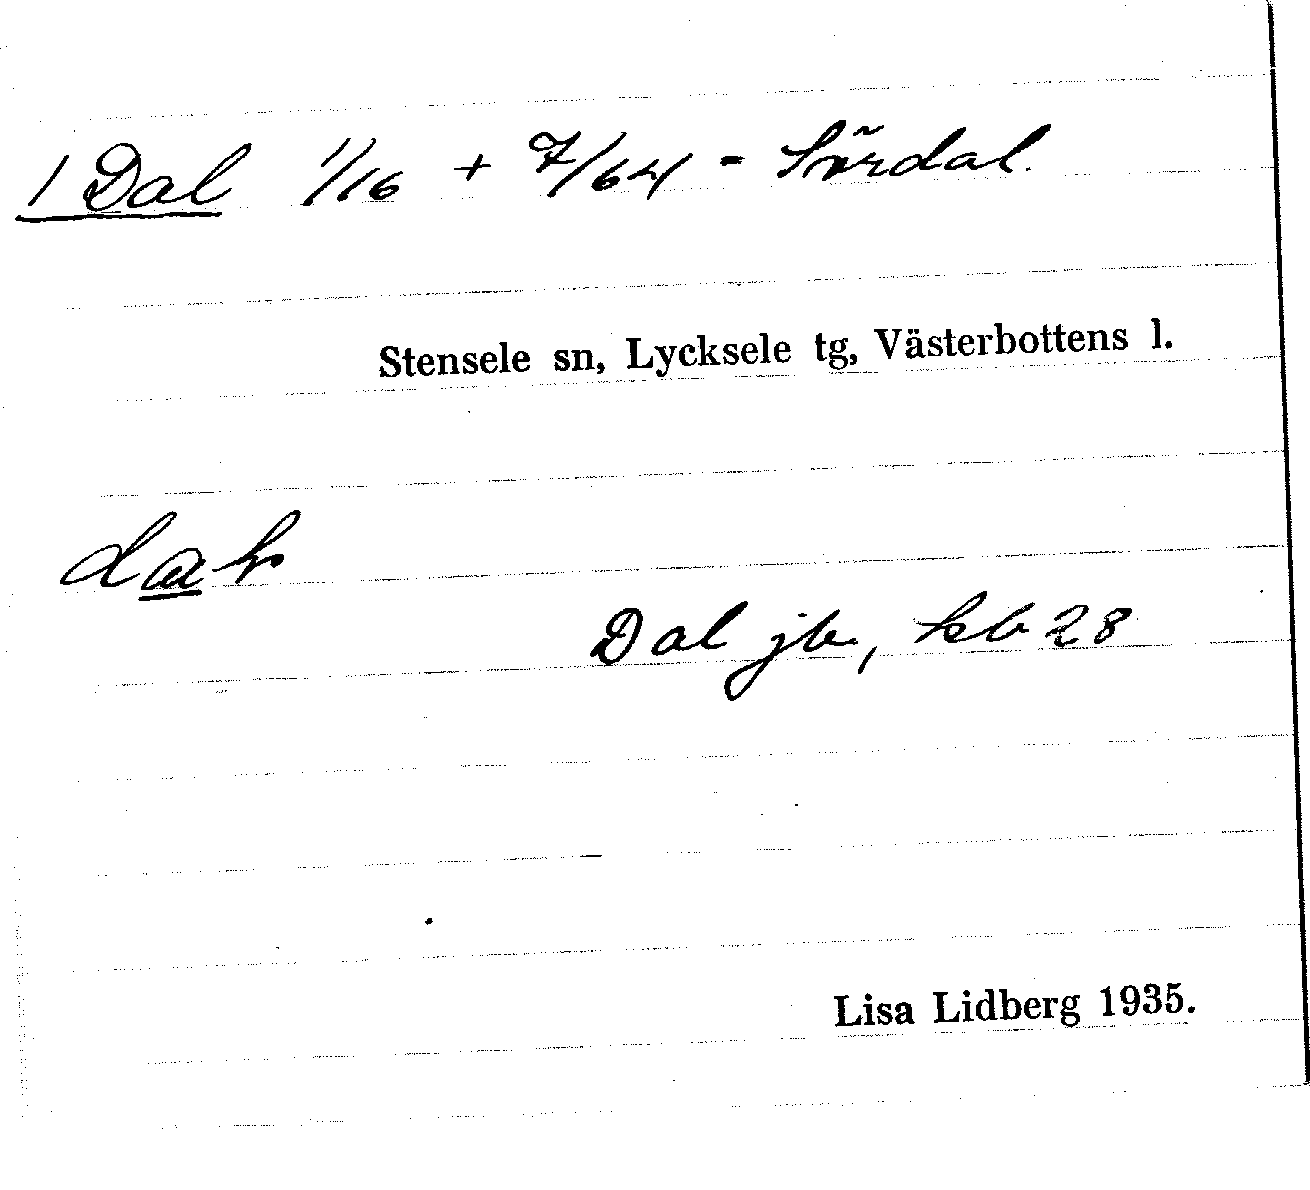 1 Dal 1/16 + 7/64 - Sördal.
Stensele sn, Lycksele tg, Västerbottens l.
Dal jb, kb 28
Lisa Lidberg 1935.